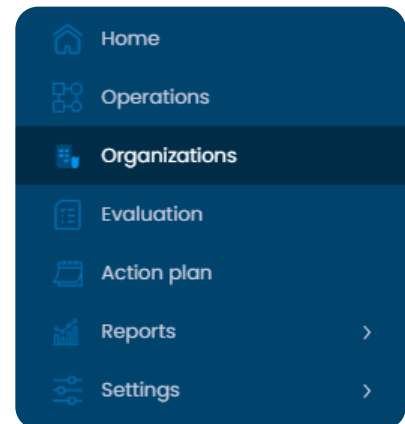 Home
Operations
Organizations
Evaluation
Action plan
Reports
Settings